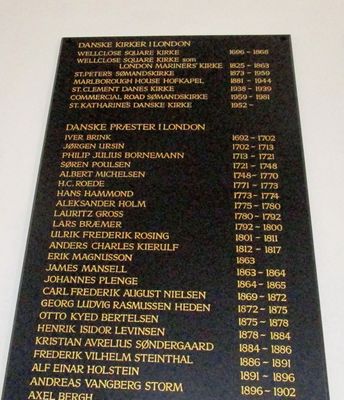 DANSKE KIRKER I LONDON
WELLCLOSE SQUARE KIRKE 1696 - 1868
WELLCLOSE SQUARE KIRKE som
LONDON MARINERS' KIRKE 1825 - 1863
ST. PETER'S SØMANDSKIRKE 1873 - 1959
MARLBOROUGH HOUSE HOFKAPEL 1881 - 1944
ST. CLEMENT DANES KIRKE 1938 - 1939
COMMERCIAL ROAD SØMANDSKIRKE 1959 - 1981
ST. KATHARINE'S DANSKE KIRKE 1952 -
DANSKE PRÆSTER I LONDON
IVER BRINK 1692 - 1702
JØRGEN URSIN 1702 - 1713
PHILIP JULIUS BORNEMANN 1713 - 1721
SØREN POULSEN 1721 - 1748
ALBERT MICHELSEN 1748 - 1770
H.C. ROEDE 1771 - 1773
HANS HAMMOND 1773 - 1774
ALEKSANDER HOLM 1775 - 1780
LAURITZ GROSS 1780 - 1792
LARS BRÆMER 1792 - 1800
ULRIK FREDERIK ROSING 1801 - 1811
ANDERS CHARLES KIERULF 1812 - 1817
ERIK MAGNUSSON 1863
JAMES MANSELL 1863 - 1864
JOHANNES PLENGE 1864 - 1865
CARL FREDERIK AUGUST NIELSEN 1869 - 1872
GEORG LUDVIG RASMUSSEN HEDEN 1872 - 1875
OTTO KYED BERTELSEN 1875 - 1878
HENRIK ISIDOR LEVINSEN 1878 - 1884
KRISTIAN AVRELIUS SØNDERGAARD 1884 - 1886
FREDERIK VILHELM STEINTHAL 1886 - 1891
ALF EINAR HOLSTEIN 1891 - 1896
ANDREAS VANGBERG STORM 1896 - 1902
AXEL BERGH